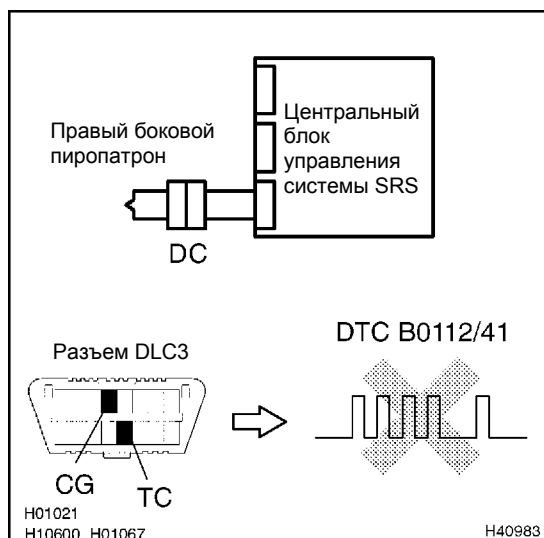 Центральный
блок
управления
системы SRS
Правый боковой
пиропатрон
DC
Разъем DLC3
DTC B0112/41
CG
TC
H01021
H10600 H01067
H40983